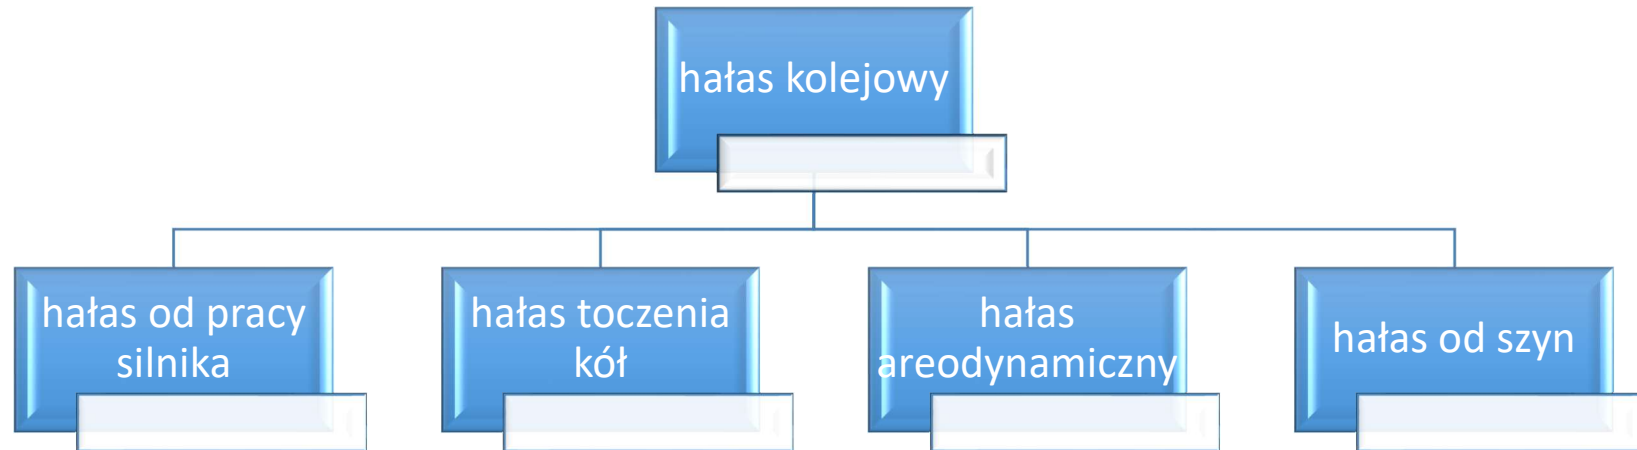 hałas kolejowy
hałas od pracy
silnika
hałas toczenia
kół
hałas
areodynamiczny
hałas od szyn